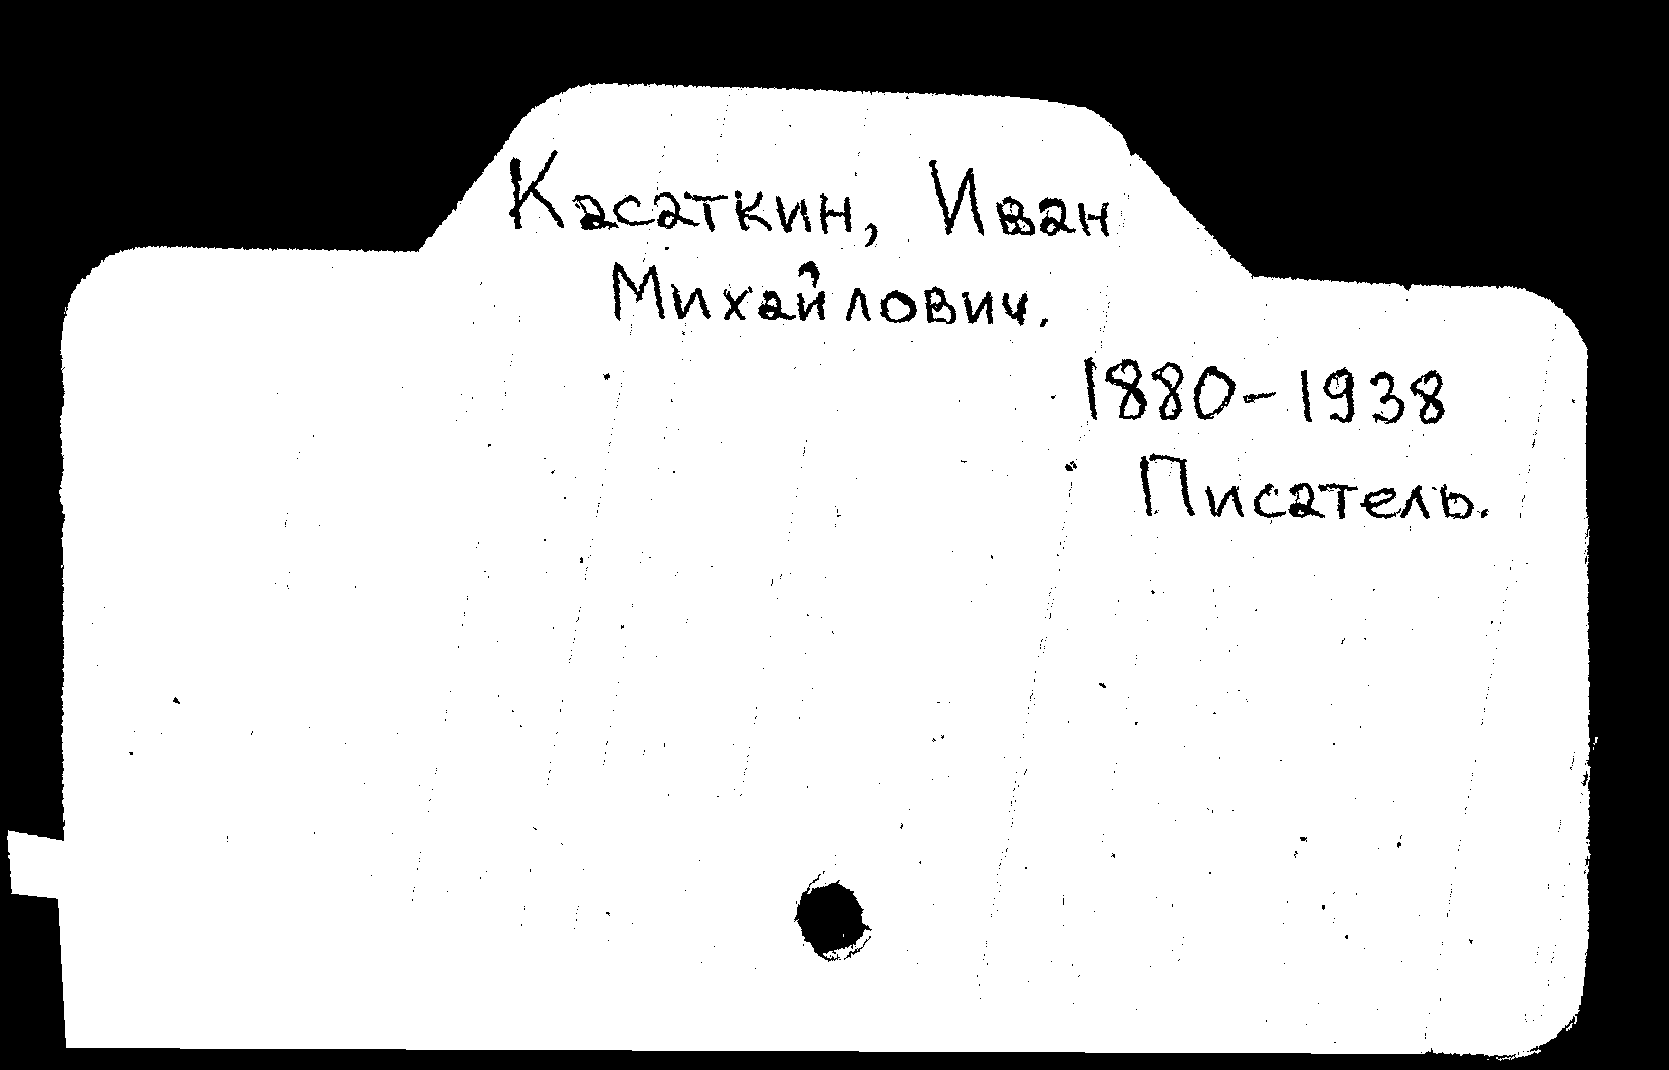 Касаткин, Иван
Михайлович.
1880-1938
Писатель.